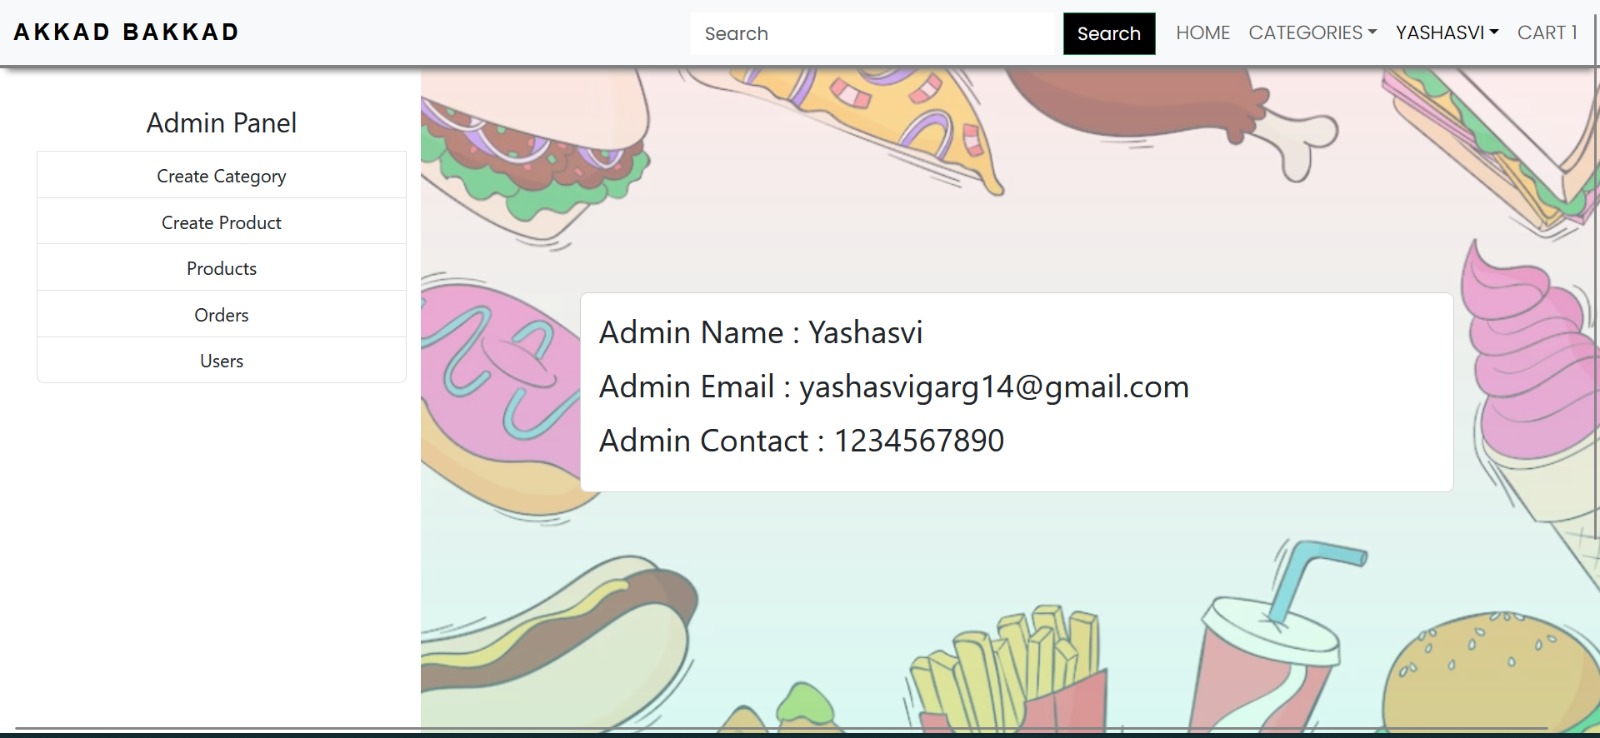 AKKAD BAKKAD
Search Search HOME CATEGORIES YASHASVI CART 1
Admin Panel
Create Category
Create Product
Products
Orders
Users
Admin Name : Yashasvi
Admin Email : yashasvigarg14@gmail.com
Admin Contact : 1234567890